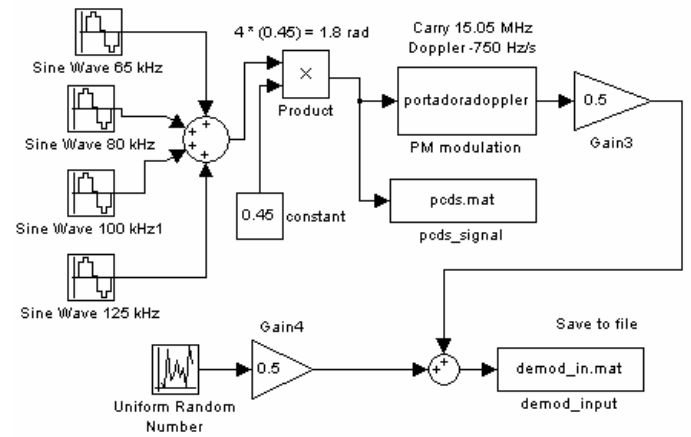 4 * (0.45) = 1.8 rad
Carry 15.05 MHz
Doppler -750 Hz/s
Sine Wave 65 kHz
×
Product
portadoradoppler
PM modulation
0.5
Gain3
Sine Wave 80 kHz
+
+
+
+
Sine Wave 100 kHz1
0.45
constant
pcds.mat
pcds_signal
Sine Wave 125 kHz
Gain4
0.5
Save to file
+
+
demod_in.mat
demod_input
Uniform Random
Number